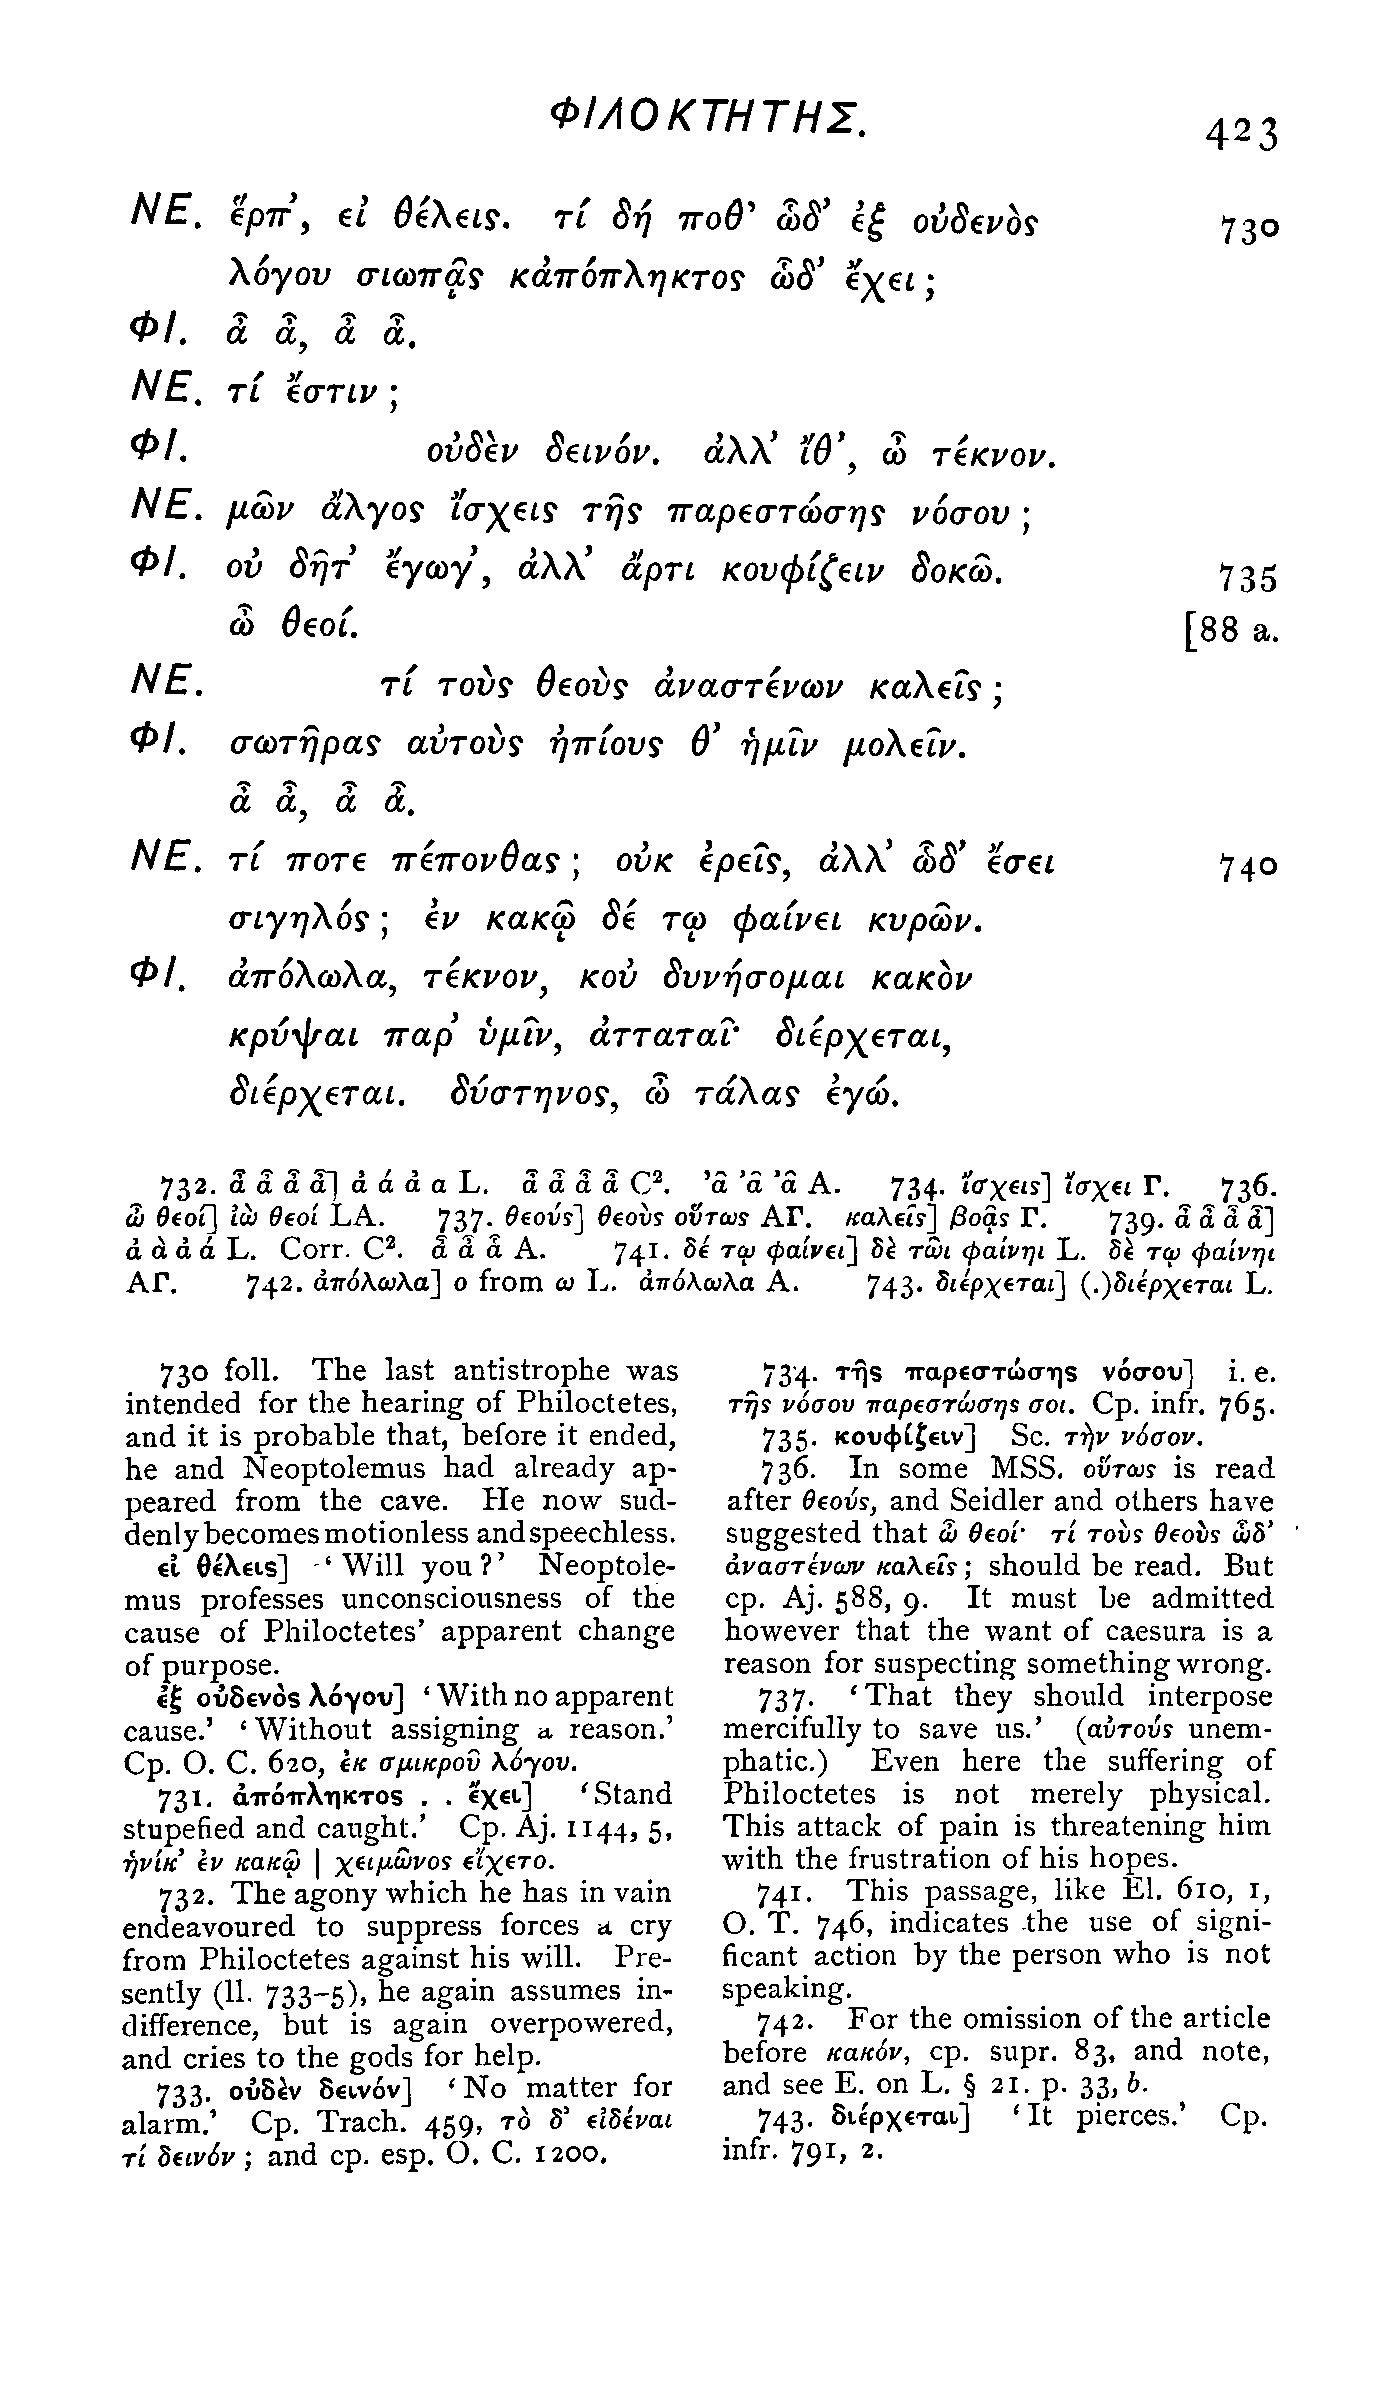 ΦΙΛΟΚΤΗΤΗΣ.
423
ΝΕ. ἕρπ’, εἰ θέλεις. τί δή ποθ’ ὧδ’ ἐξ οὐδενὸς 730
λόγου σιωπᾷς κἀπόπληκτος ὧδ’ ἔχει;
ΦΙ. ἆ ἆ, ἆ ἆ.
ΝΕ. τί ἔστιν;
ΦΙ. οὐδὲν δεινόν. ἀλλ’ ἴθ’, ὦ τέκνον.
ΝΕ. μῶν ἄλγος ἴσχεις τῆς παρεστώσης νόσου;
ΦΙ. οὐ δῆτ’ ἔγωγ’, ἀλλ’ ἄρτι κουφίζειν δοκῶ. 735
ὦ θεοί. [88 a.
ΝΕ. τί τοὺς θεοὺς ἀναστένων καλεῖς;
ΦΙ. σωτῆρας αὐτοὺς ἠπίους θ’ ἡμῖν μολεῖν.
ἆ ἆ, ἆ ἆ.
ΝΕ. τί ποτε πέπονθας; οὐκ ἐρεῖς, ἀλλ’ ὧδ’ ἔσει 740
σιγηλός; ἐν κακῷ δέ τῳ φαίνει κυρῶν.
ΦΙ. ἀπόλωλα, τέκνον, κοὐ δυνήσομαι κακὸν
κρύψαι παρ’ ὑμῖν, ἀτταταῖ· διέρχεται,
διέρχεται. δύστηνος, ὦ τάλας ἐγώ.
732. ἆ ἆ ἆ ἆ] ἀ ά ἀ α L. ἆ ἆ ἆ ἆ C². ’ᾶ ’ᾶ ’ᾶ A. 734. ἴσχεις] ἴσχει Γ. 736.
ὦ θεοί] ἰὼ θεοί LA. 737. θεούς] θεοὺς οὕτως AΓ. καλεῖς] βοᾷς Γ. 739. ἆ ἆ ἆ ἆ]
ἀ ὰ ἀ ά L. Corr. C². ἆ ἆ ἆ A. 741. δέ τῳ φαίνει] δὲ τῶι φαίνηι L. δὲ τῳ φαίνηι
AΓ. 742. ἀπόλωλα] ο from ω L. ἀπόλωλα A. 743. διέρχεται] (.)διέρχεται L.
730 foll. The last antistrophe was
intended for the hearing of Philoctetes,
and it is probable that, before it ended,
he and Neoptolemus had already ap-
peared from the cave. He now sud-
denly becomes motionless and speechless.
εἰ θέλεις] ‘Will you?’ Neoptole-
mus professes unconsciousness of the
cause of Philoctetes’ apparent change
of purpose.
ἐξ οὐδενὸς λόγου] ‘With no apparent
cause.’ ‘Without assigning a reason.’
Cp. O. C. 620, ἐκ σμικροῦ λόγου.
731. ἀπόπληκτος . . ἔχει] ‘Stand
stupefied and caught.’ Cp. Aj. 1144, 5,
ἡνίκ’ ἐν κακῷ | χειμῶνος εἴχετο.
732. The agony which he has in vain
endeavoured to suppress forces a cry
from Philoctetes against his will. Pre-
sently (ll. 733–5), he again assumes in-
difference, but is again overpowered,
and cries to the gods for help.
733. οὐδὲν δεινόν] ‘No matter for
alarm.’ Cp. Trach. 459, τὸ δ’ εἰδέναι
τί δεινόν; and cp. esp. O. C. 1200.
734. τῆς παρεστώσης νόσου] i. e.
τῆς νόσου παρεστώσης σοι. Cp. infr. 765.
735. κουφίζειν] Sc. τὴν νόσον.
736. In some MSS. οὕτως is read
after θεούς, and Seidler and others have
suggested that ὦ θεοί· τί τοὺς θεοὺς ὧδ’
ἀναστένων καλεῖς; should be read. But
cp. Aj. 588, 9. It must be admitted
however that the want of caesura is a
reason for suspecting something wrong.
737. ‘That they should interpose
mercifully to save us.’ (αὐτούς unem-
phatic.) Even here the suffering of
Philoctetes is not merely physical.
This attack of pain is threatening him
with the frustration of his hopes.
741. This passage, like El. 610, 1,
O. T. 746, indicates the use of signi-
ficant action by the person who is not
speaking.
742. For the omission of the article
before κακόν, cp. supr. 83, and note,
and see E. on L. § 21. p. 33, b.
743. διέρχεται] ‘It pierces.’ Cp.
infr. 791, 2.